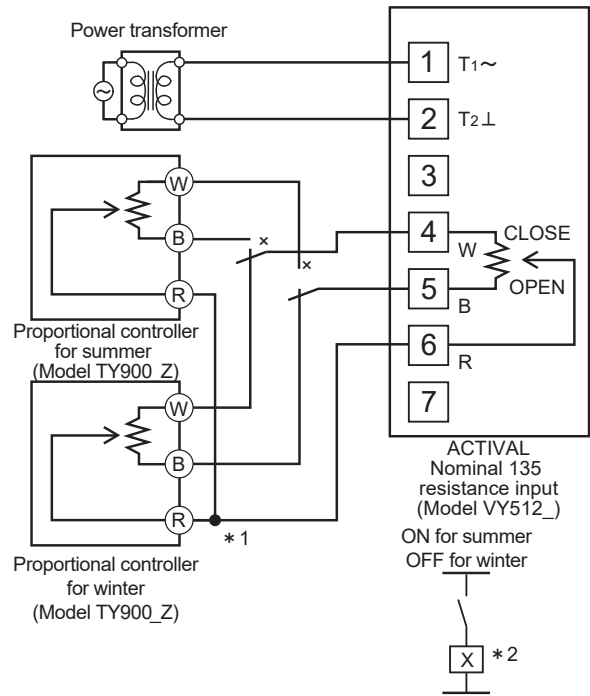 Power transformer
1 T1~
2 T2⊥
3
4 W CLOSE
5 B OPEN
6 R
7
W
B
R
×
×
Proportional controller
for summer
(Model TY900_Z)
W
B
R
*1
Proportional controller
for winter
(Model TY900_Z)
ACTIVAL
Nominal 135
resistance input
(Model VY512_)
ON for summer
OFF for winter
X *2